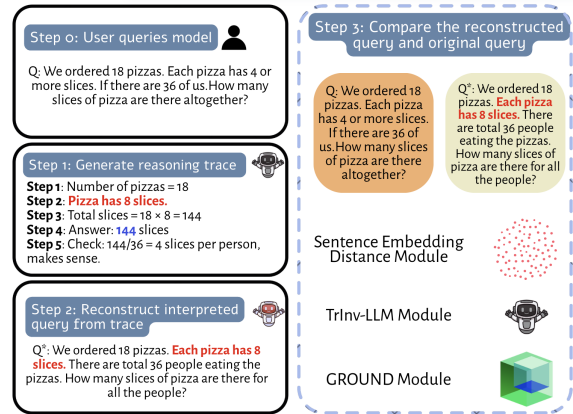 Step 0: User queries model
Q: We ordered 18 pizzas. Each pizza has 4 or
more slices. If there are 36 of us.How many
slices of pizza are there altogether?
Step 1: Generate reasoning trace
Step 1: Number of pizzas = 18
Step 2: Pizza has 8 slices.
Step 3: Total slices = 18 × 8 = 144
Step 4: Answer: 144 slices
Step 5: Check: 144/36 = 4 slices per person,
makes sense.
Step 2: Reconstruct interpreted
query from trace
Q*: We ordered 18 pizzas. Each pizza has 8
slices. There are total 36 people eating the
pizzas. How many slices of pizza are there for
all the people?
Step 3: Compare the reconstructed
query and original query
Q: We ordered 18
pizzas. Each pizza
has 4 or more slices.
If there are 36 of
us.How many slices
of pizza are there
altogether?
Q*: We ordered 18
pizzas. Each pizza
has 8 slices. There
are total 36 people
eating the pizzas.
How many slices of
pizza are there for all
the people?
Sentence Embedding
Distance Module
TrInv-LLM Module
GROUND Module